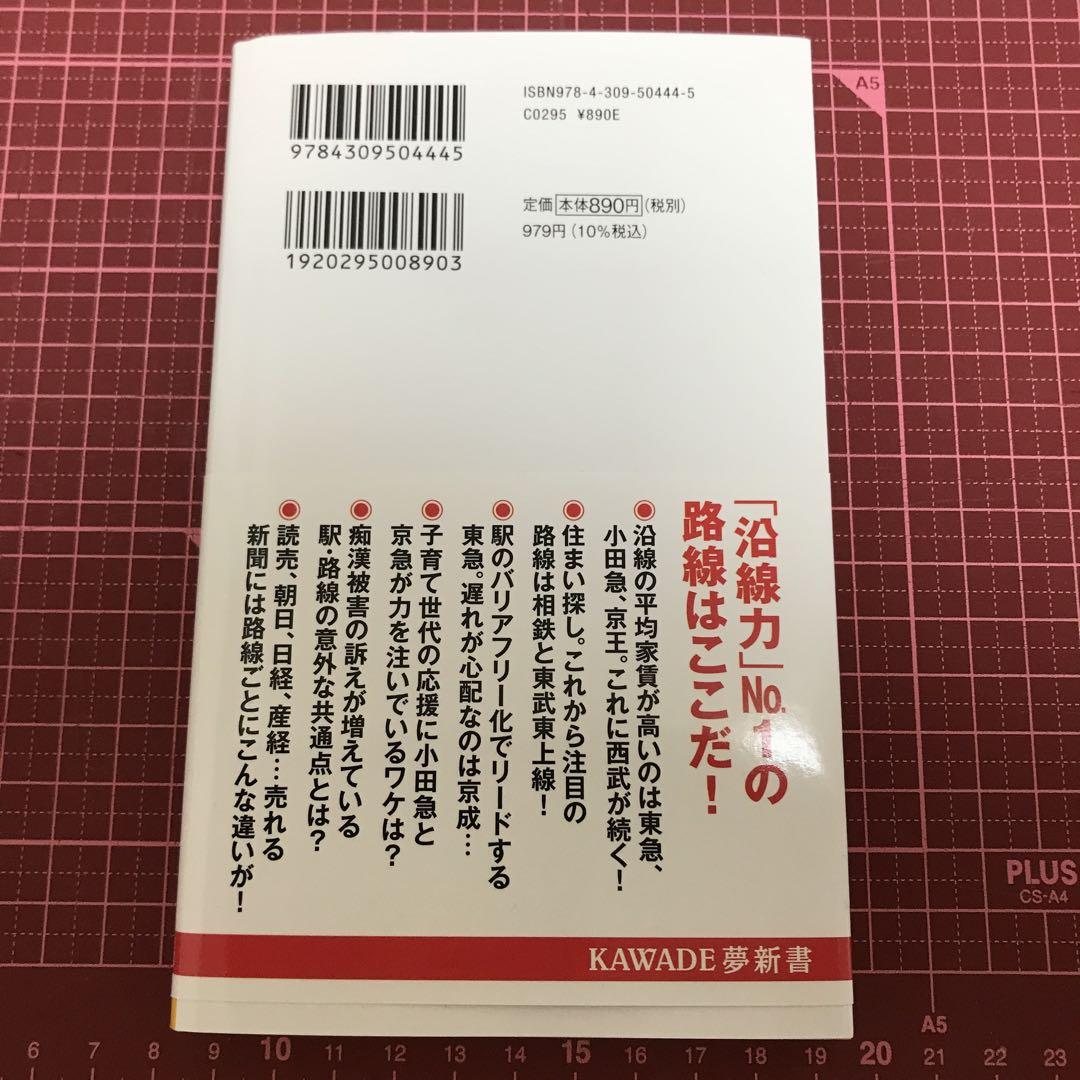 ISBN978-4-309-50444-5
C0295 ¥890E
9784309504445
定価 本体890円(税別)
979円(10%税込)
1920295008903
「沿線力」No.1の
路線はここだ!
◉沿線の平均家賃が高いのは東急、
小田急、京王。これに西武が続く!
◉住まい探し。これから注目の
路線は相鉄と東武東上線!
◉駅のバリアフリー化でリードする
東急。遅れが心配なのは京成…
◉子育て世代の応援に小田急と
京急が力を注いでいるワケは?
◉痴漢被害の訴えが増えている
駅・路線の意外な共通点とは?
◉読売、朝日、日経、産経…売れる
新聞には路線ごとにこんな違いが!
KAWADE夢新書
A5
PLUS
CS-A4
A5
6 7 8 9 10 11 12 13 14 15 16 17 18 19 20 21 22 23